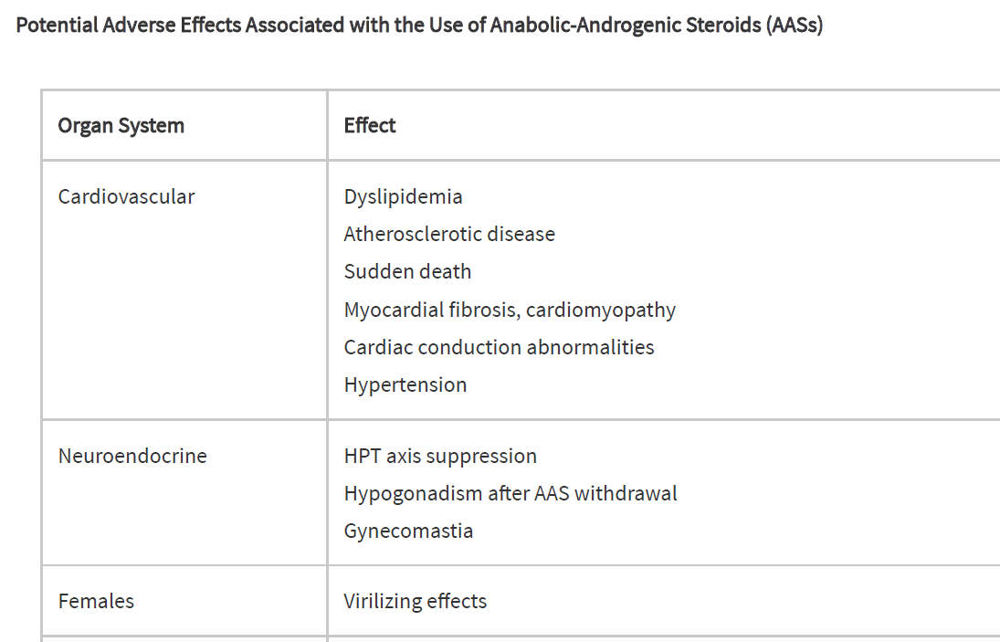 Potential Adverse Effects Associated with the Use of Anabolic-Androgenic Steroids (AASs)
Organ System
Effect
Cardiovascular
Dyslipidemia
Atherosclerotic disease
Sudden death
Myocardial fibrosis, cardiomyopathy
Cardiac conduction abnormalities
Hypertension
Neuroendocrine
HPT axis suppression
Hypogonadism after AAS withdrawal
Gynecomastia
Females
Virilizing effects